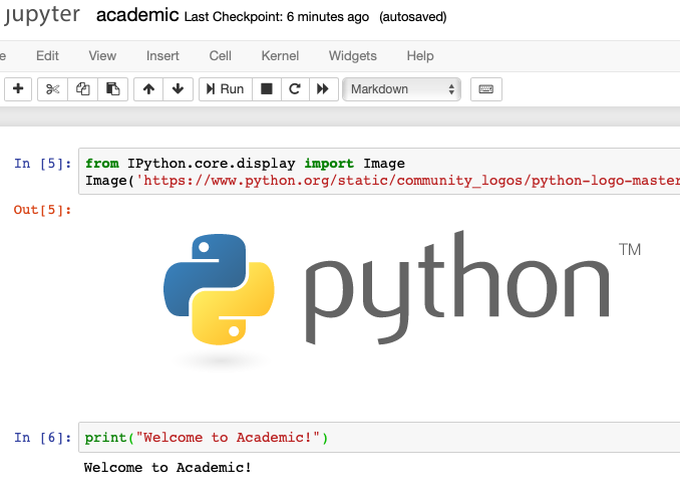 jupyter academic Last Checkpoint: 6 minutes ago (autosaved)
Edit View Insert Cell Kernel Widgets Help
Run Markdown
In [5]: from IPython.core.display import Image
Image('https://www.python.org/static/community_logos/python-logo-master
Out[5]:
python TM
In [6]: print("Welcome to Academic!")
Welcome to Academic!